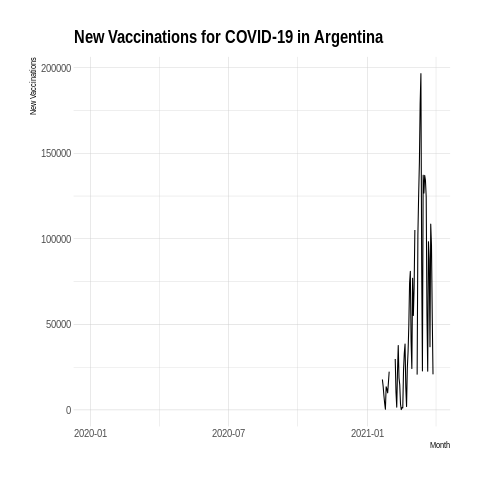 New Vaccinations for COVID-19 in Argentina
New Vaccinations
200000
150000
100000
50000
0
2020-01 2020-07 2021-01
Month